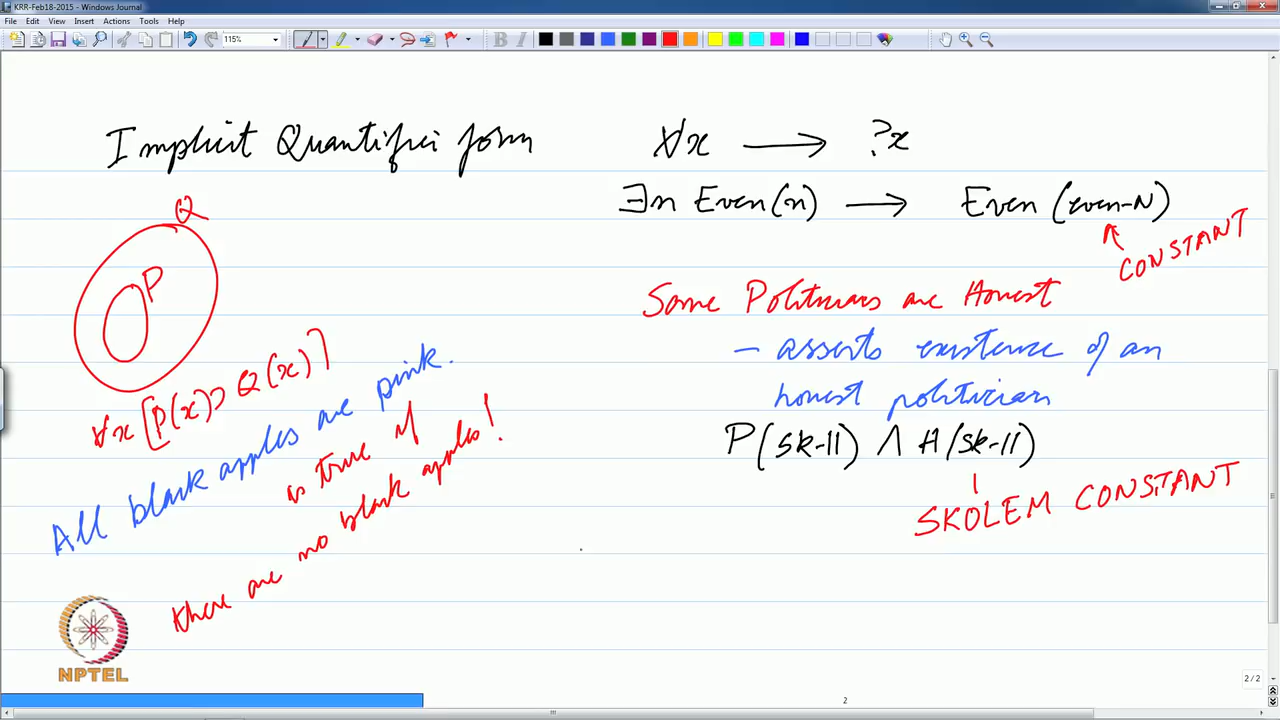 KRR-Feb18-2015 - Windows Journal
File Edit View Insert Actions Tools Help
115%
B I
Implicit Quantifier form
∀x → ?x
∃n Even(n) → Even (even-N)
CONSTANT
Q
P
∀x [P(x) ⊃ Q(x)]
All black apples are pink.
is true if
there are no black apples!
Some Politicians are Honest
– asserts existence of an
honest politician
P(sk-11) ∧ H(sk-11)
SKOLEM CONSTANT
NPTEL
2 / 2
2